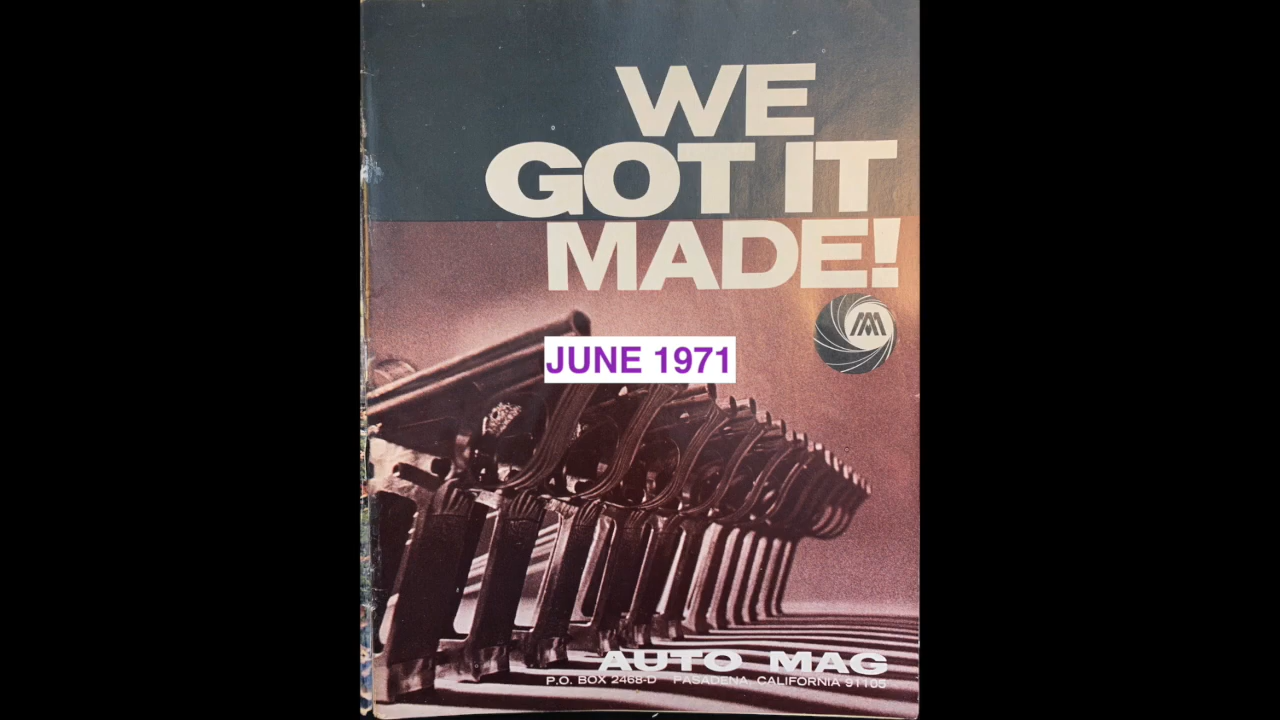 WE
GOT IT
MADE!
JUNE 1971
AUTO MAG
P.O. BOX 2468-D PASADENA, CALIFORNIA 91105